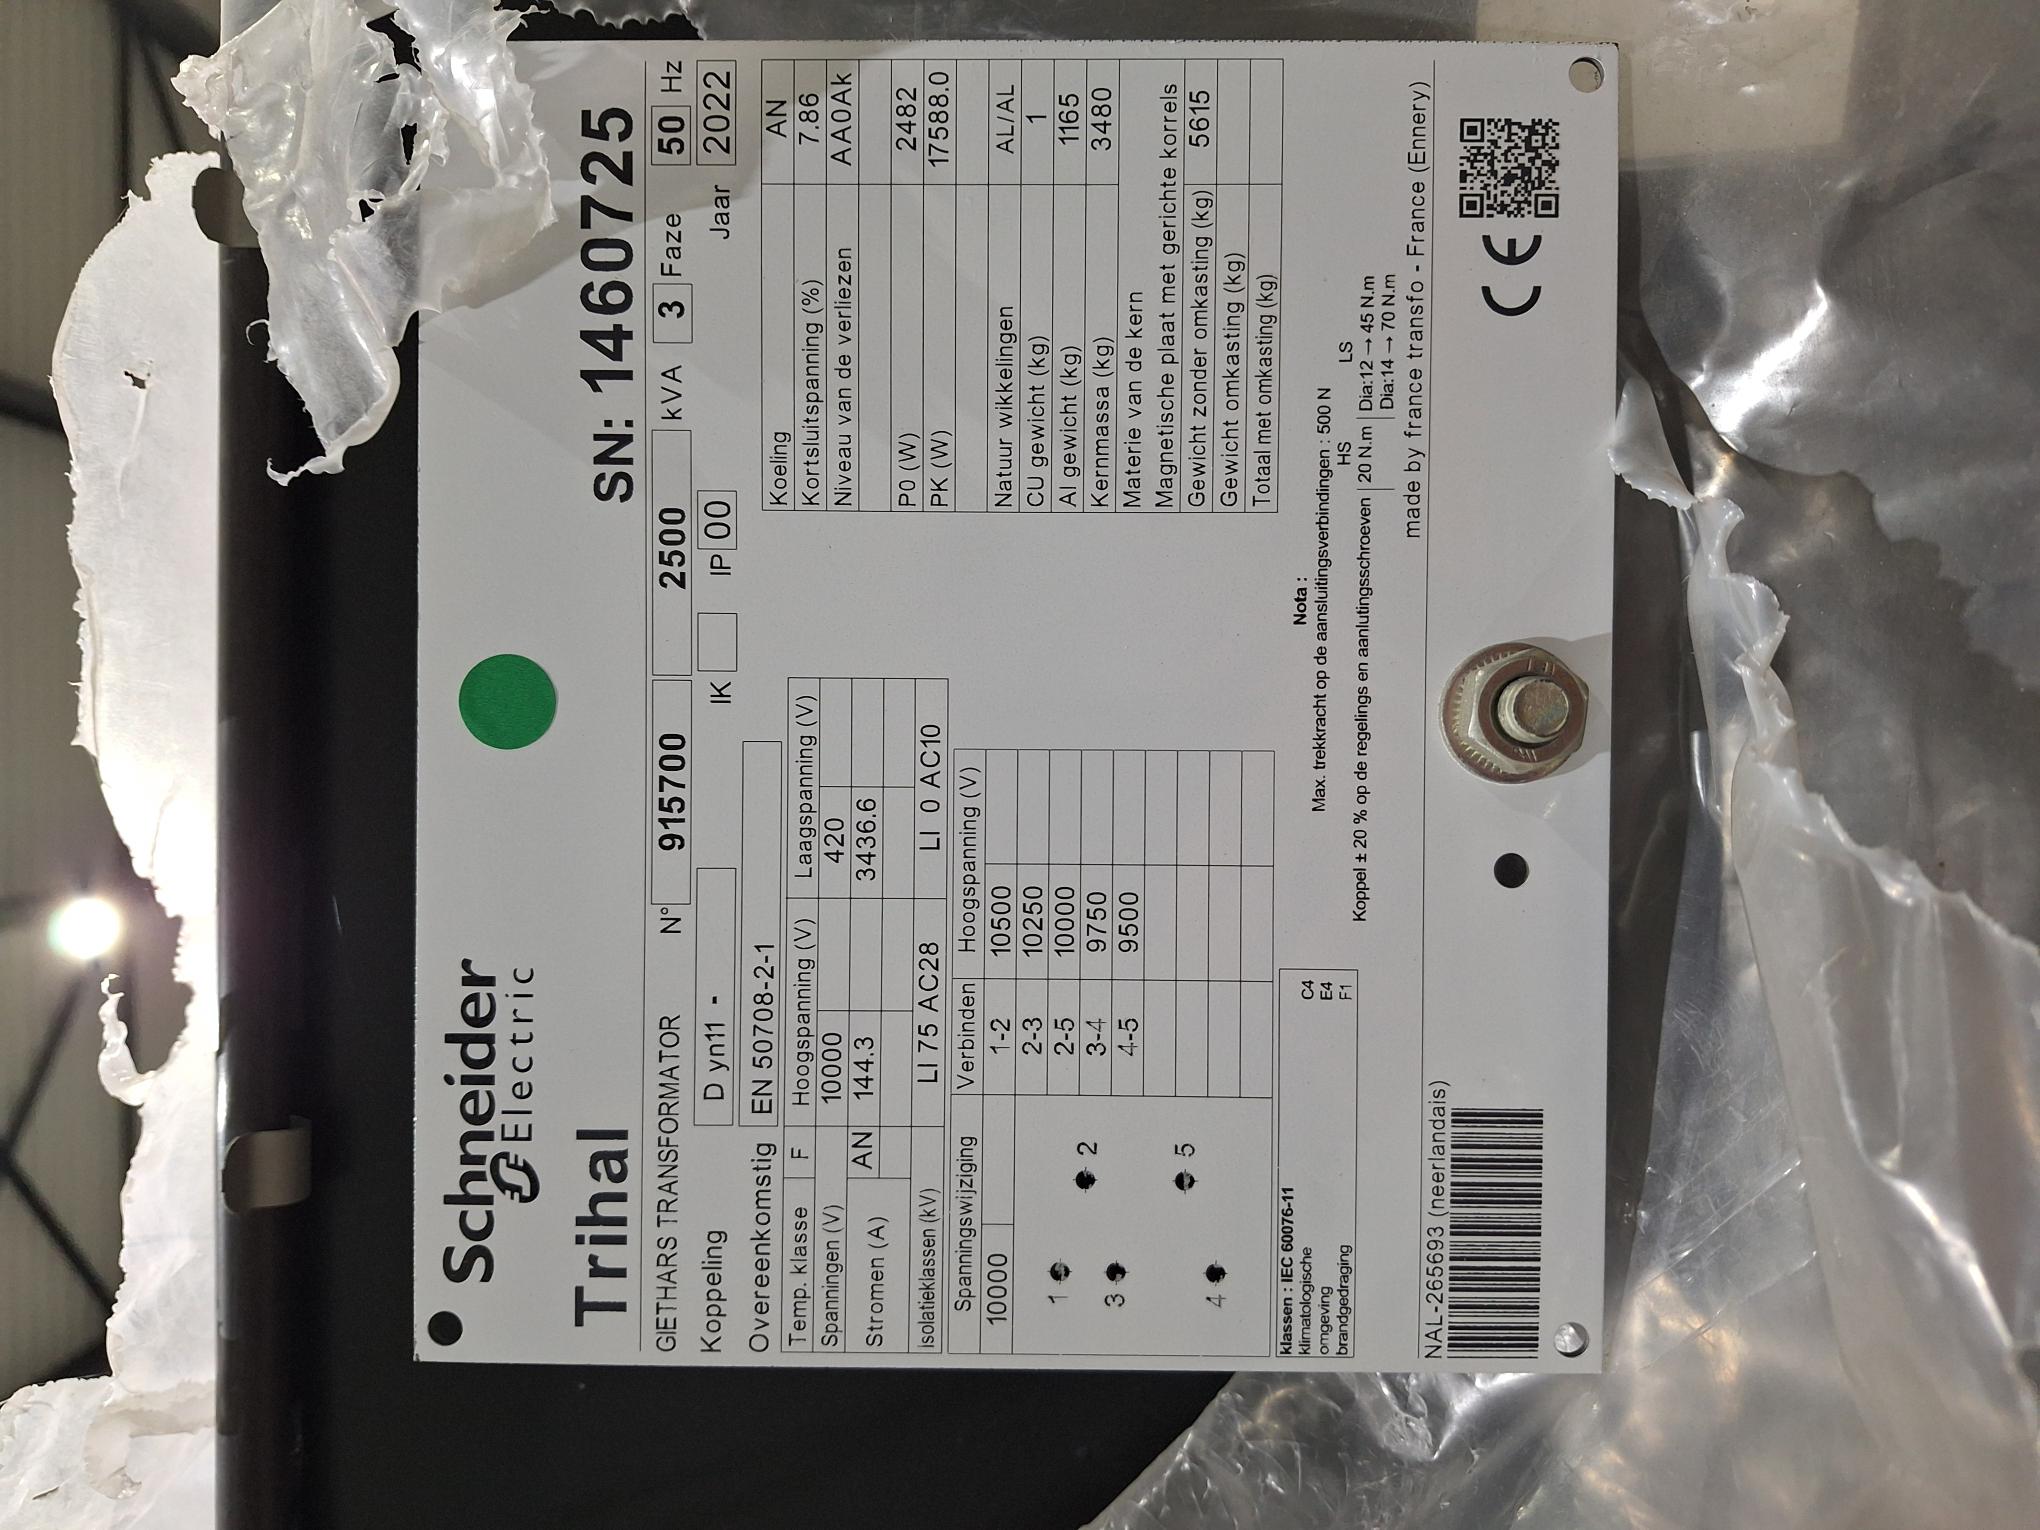 Schneider
Electric
Trihal
SN: 1460725
GIETHARS TRANSFORMATOR N° 915700 2500 kVA 3 Faze 50 Hz
Koppeling D yn11 - IK IP 00 Jaar 2022
Overeenkomstig EN 50708-2-1
Temp. klasse F Hoogspanning (V) Laagspanning (V)
Spanningen (V) 10000 420
Stromen (A) AN 144.3 3436.6
Isolatieklassen (kV) LI 75 AC28 LI 0 AC10
Spanningswijziging Verbinden Hoogspanning (V)
10000 1-2 10500
2-3 10250
2-5 10000
3-4 9750
4-5 9500
1 2
3
4 5
Koeling AN
Kortsluitspanning (%) 7.86
Niveau van de verliezen AA0Ak
P0 (W) 2482
PK (W) 17588.0
Natuur wikkelingen AL/AL
CU gewicht (kg) 1
Al gewicht (kg) 1165
Kernmassa (kg) 3480
Materie van de kern
Magnetische plaat met gerichte korrels
Gewicht zonder omkasting (kg) 5615
Gewicht omkasting (kg)
Totaal met omkasting (kg)
klassen : IEC 60076-11
klimatologische C4
omgeving E4
brandgedraging F1
Nota :
Max. trekkracht op de aansluitingsverbindingen : 500 N
HS LS
Koppel ± 20 % op de regelings en aanlutingsschroeven 20 N.m Dia:12 → 45 N.m
Dia:14 → 70 N.m
made by france transfo - France (Ennery)
NAL-265693 (neerlandais)
CE